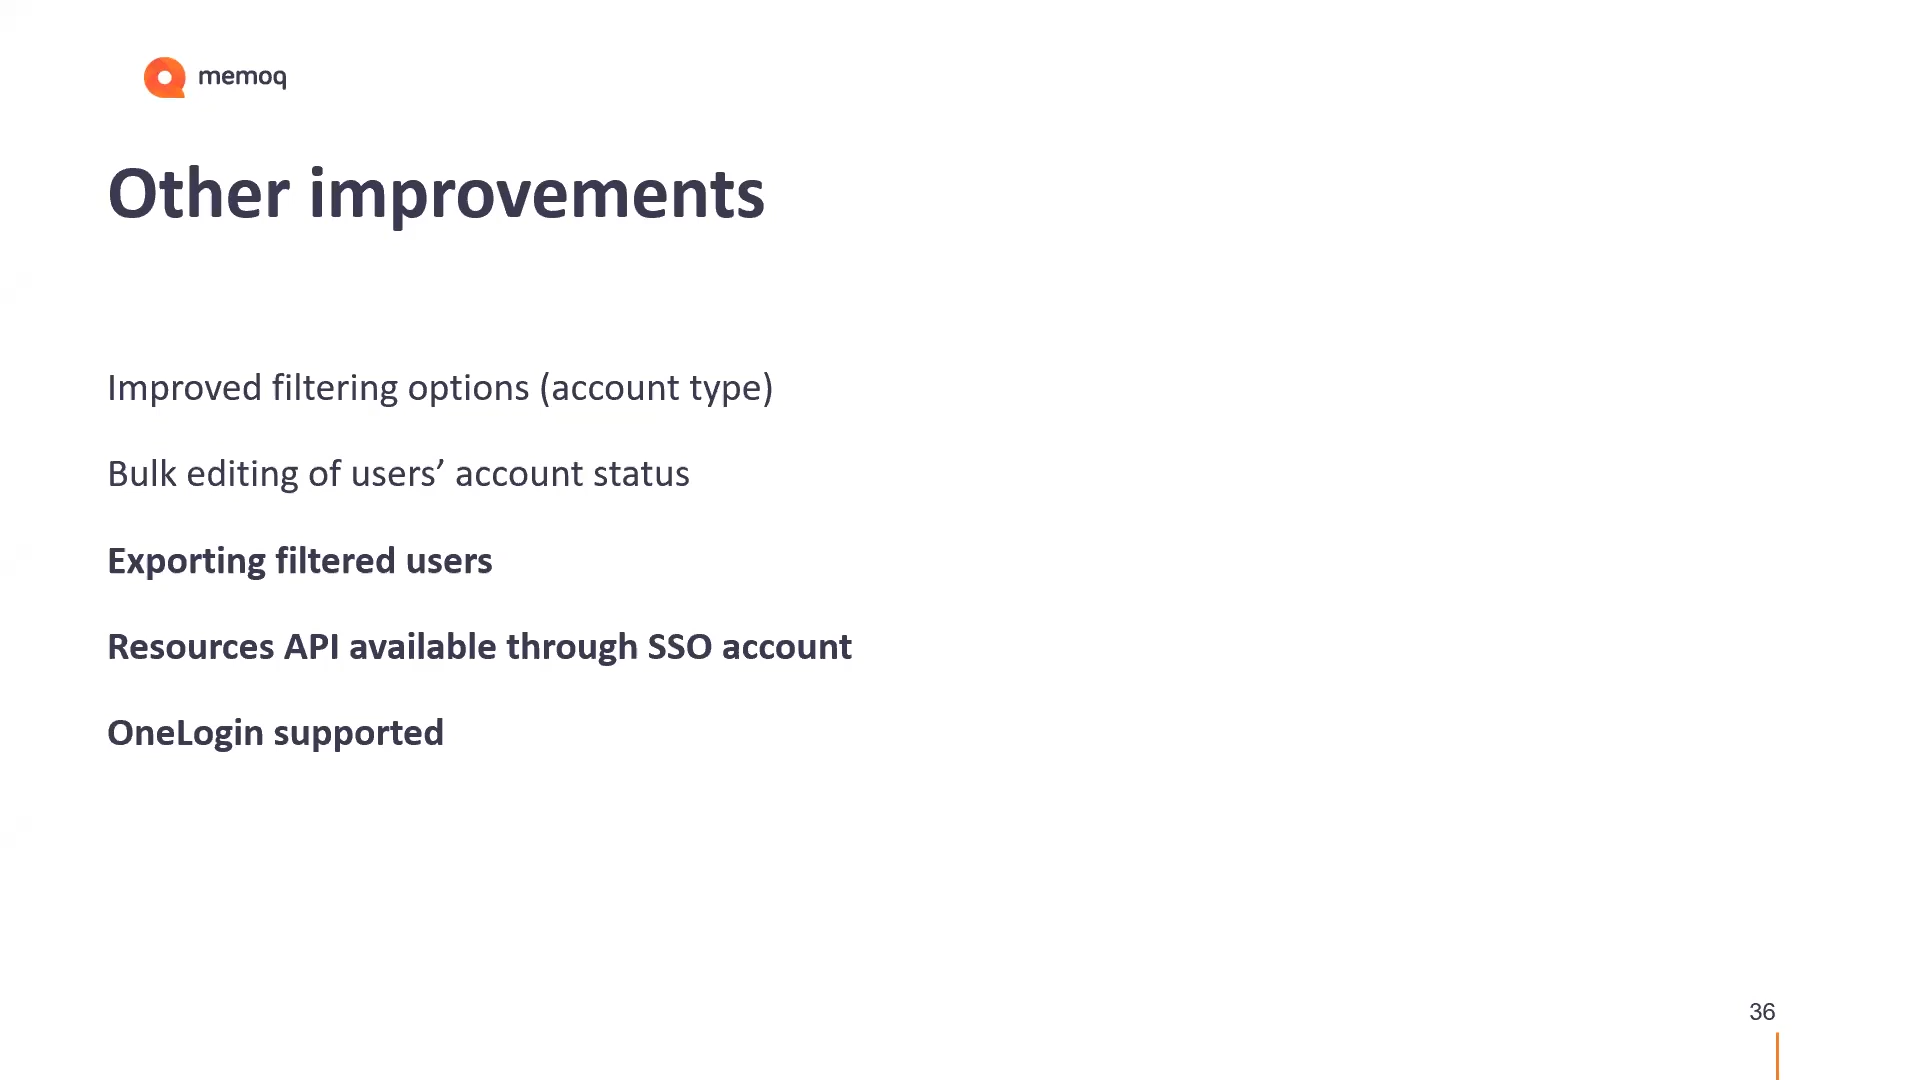 memoq
Other improvements
Improved filtering options (account type)
Bulk editing of users’ account status
Exporting filtered users
Resources API available through SSO account
OneLogin supported
36